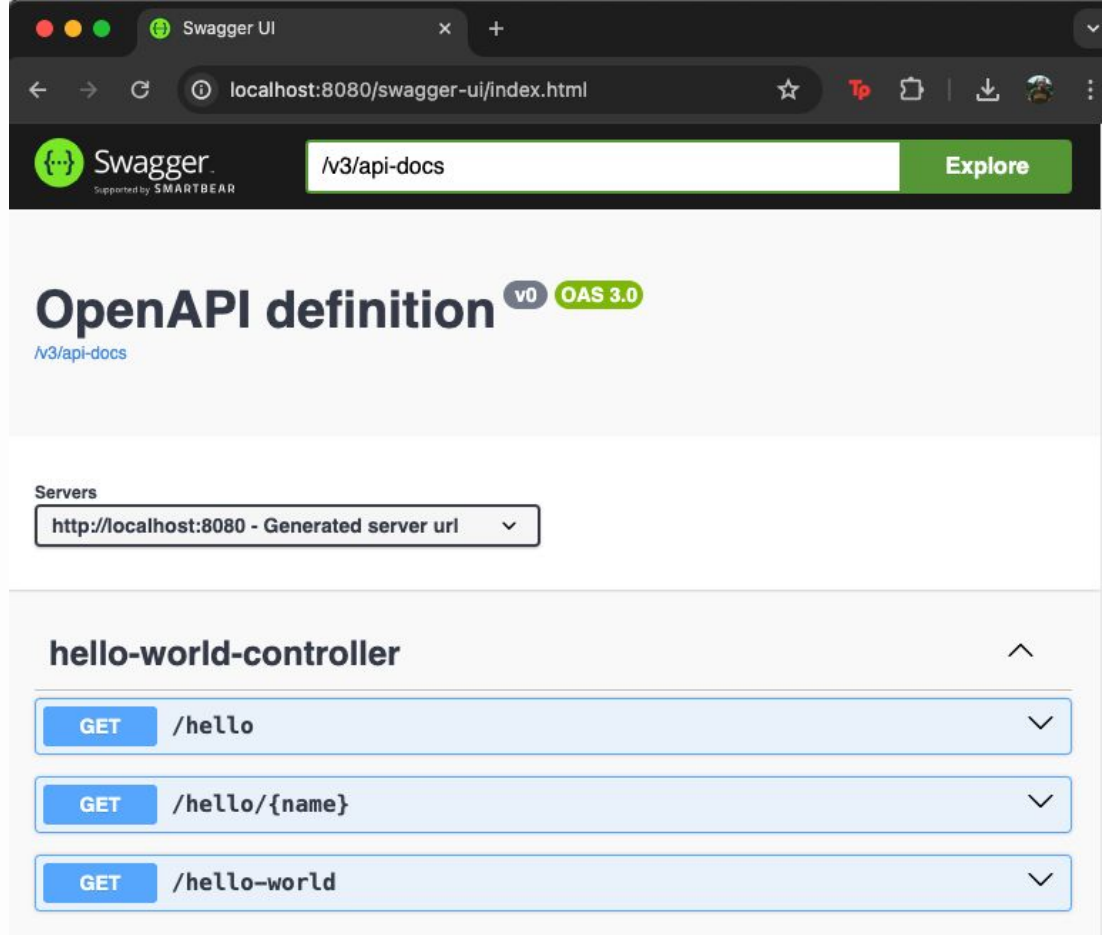 Swagger UI
localhost:8080/swagger-ui/index.html
Tp
{···} Swagger.
Supported by SMARTBEAR
/v3/api-docs
Explore
OpenAPI definition v0 OAS 3.0
/v3/api-docs
Servers
http://localhost:8080 - Generated server url
hello-world-controller
GET /hello
GET /hello/{name}
GET /hello-world